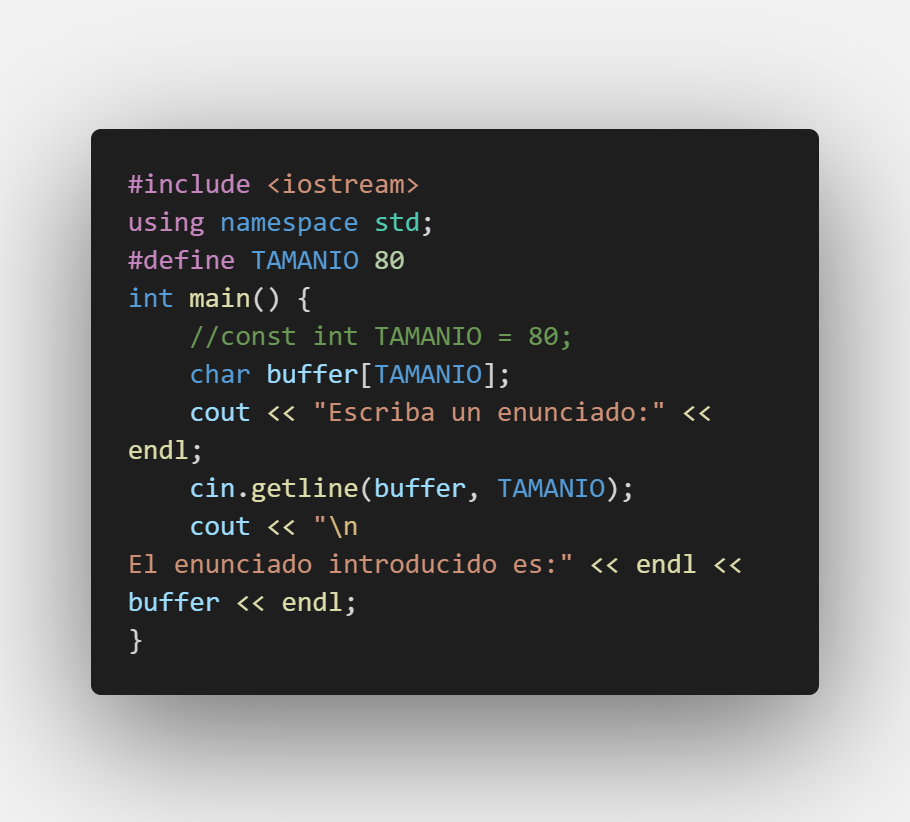 #include <iostream>
using namespace std;
#define TAMANIO 80
int main() {
    //const int TAMANIO = 80;
    char buffer[TAMANIO];
    cout << "Escriba un enunciado:" <<
endl;
    cin.getline(buffer, TAMANIO);
    cout << "\n
El enunciado introducido es:" << endl <<
buffer << endl;
}